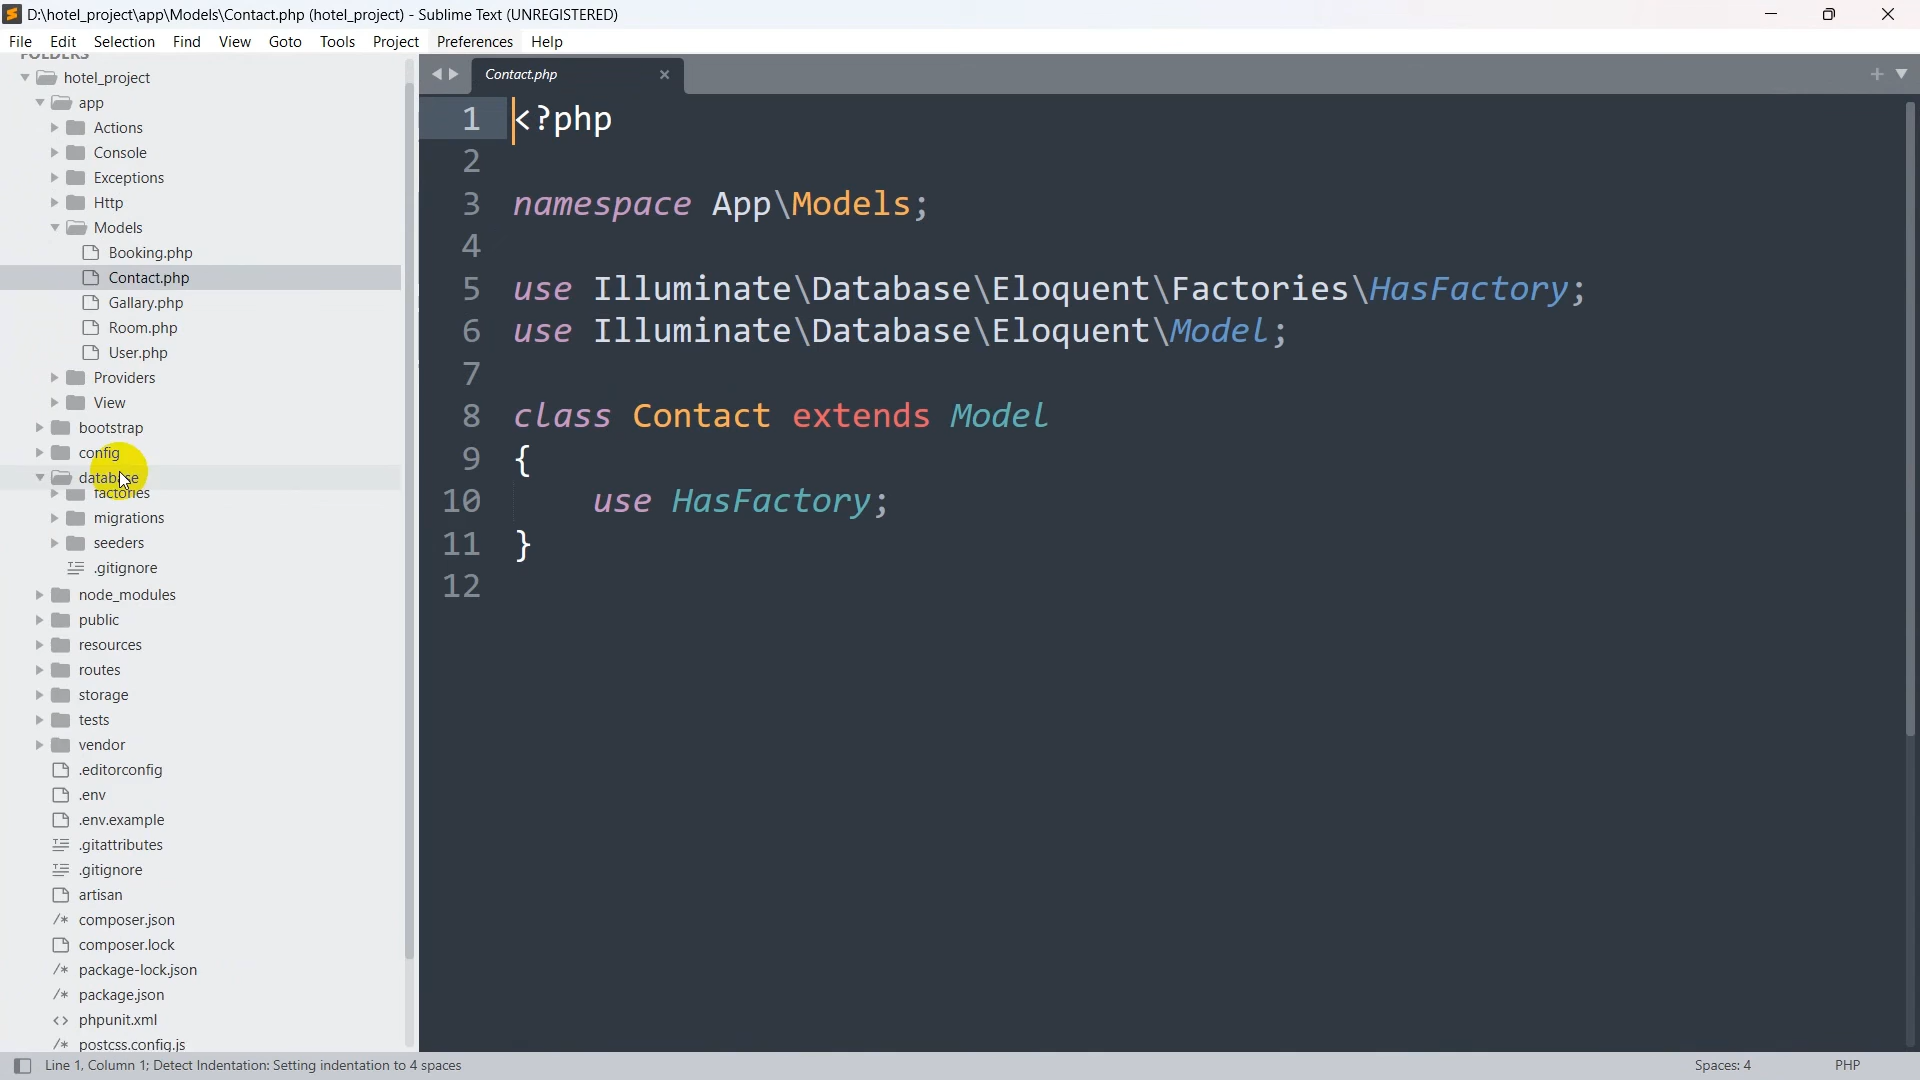 D:\hotel_project\app\Models\Contact.php (hotel_project) - Sublime Text (UNREGISTERED)
File Edit Selection Find View Goto Tools Project Preferences Help
FOLDERS
hotel_project
app
Actions
Console
Exceptions
Http
Models
Booking.php
Contact.php
Gallary.php
Room.php
User.php
Providers
View
bootstrap
config
database
factories
migrations
seeders
.gitignore
node_modules
public
resources
routes
storage
tests
vendor
.editorconfig
.env
.env.example
.gitattributes
.gitignore
artisan
composer.json
composer.lock
package-lock.json
package.json
phpunit.xml
postcss.config.js
Contact.php
1 <?php
2
3 namespace App\Models;
4
5 use Illuminate\Database\Eloquent\Factories\HasFactory;
6 use Illuminate\Database\Eloquent\Model;
7
8 class Contact extends Model
9 {
10 use HasFactory;
11 }
12
Line 1, Column 1; Detect Indentation: Setting indentation to 4 spaces
Spaces: 4
PHP